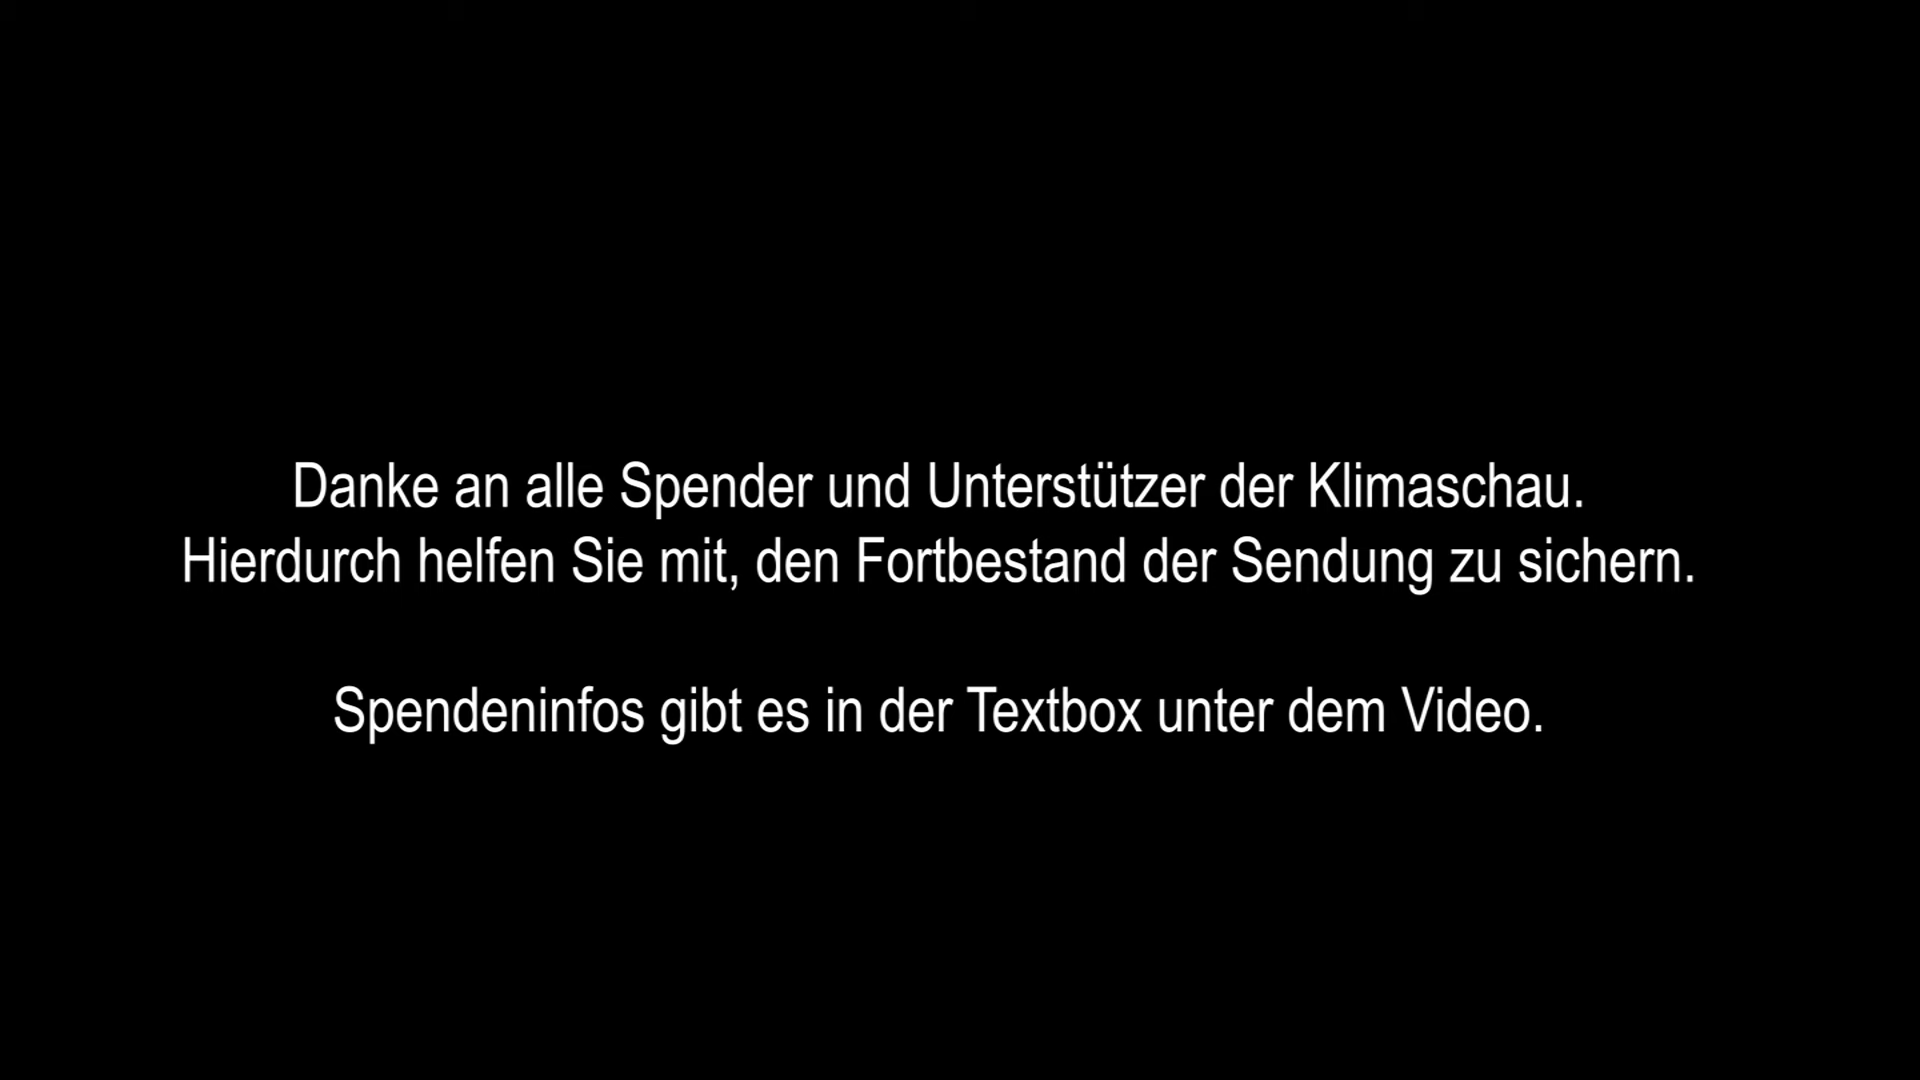 Danke an alle Spender und Unterstützer der Klimaschau.
Hierdurch helfen Sie mit, den Fortbestand der Sendung zu sichern.
Spendeninfos gibt es in der Textbox unter dem Video.